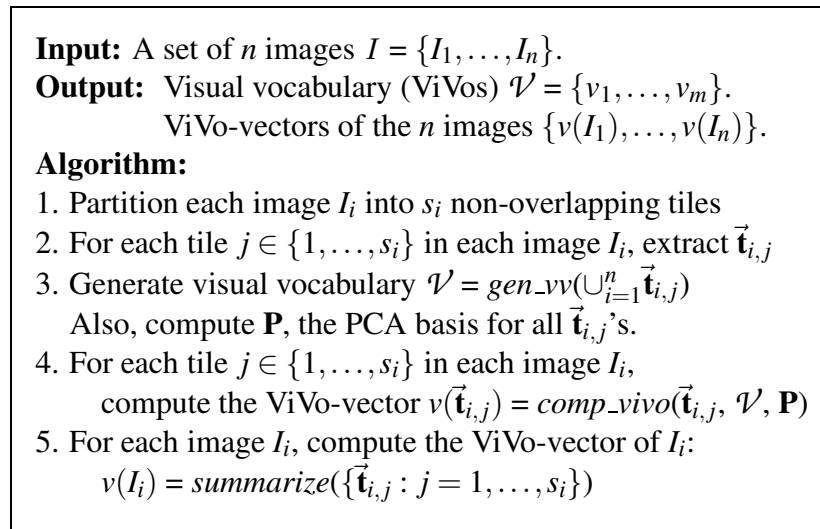 Input: A set of n images I = {I₁,...,Iₙ}.
Output: Visual vocabulary (ViVos) 𝒱 = {v₁,...,vₘ}.
ViVo-vectors of the n images {v(I₁),...,v(Iₙ)}.
Algorithm:
1. Partition each image Iᵢ into sᵢ non-overlapping tiles
2. For each tile j ∈ {1,...,sᵢ} in each image Iᵢ, extract t⃗ᵢ,ⱼ
3. Generate visual vocabulary 𝒱 = gen_vv(∪ⁿᵢ₌₁ t⃗ᵢ,ⱼ)
Also, compute P, the PCA basis for all t⃗ᵢ,ⱼ's.
4. For each tile j ∈ {1,...,sᵢ} in each image Iᵢ,
compute the ViVo-vector v(t⃗ᵢ,ⱼ) = comp_vivo(t⃗ᵢ,ⱼ, 𝒱, P)
5. For each image Iᵢ, compute the ViVo-vector of Iᵢ:
v(Iᵢ) = summarize({t⃗ᵢ,ⱼ : j = 1,...,sᵢ})